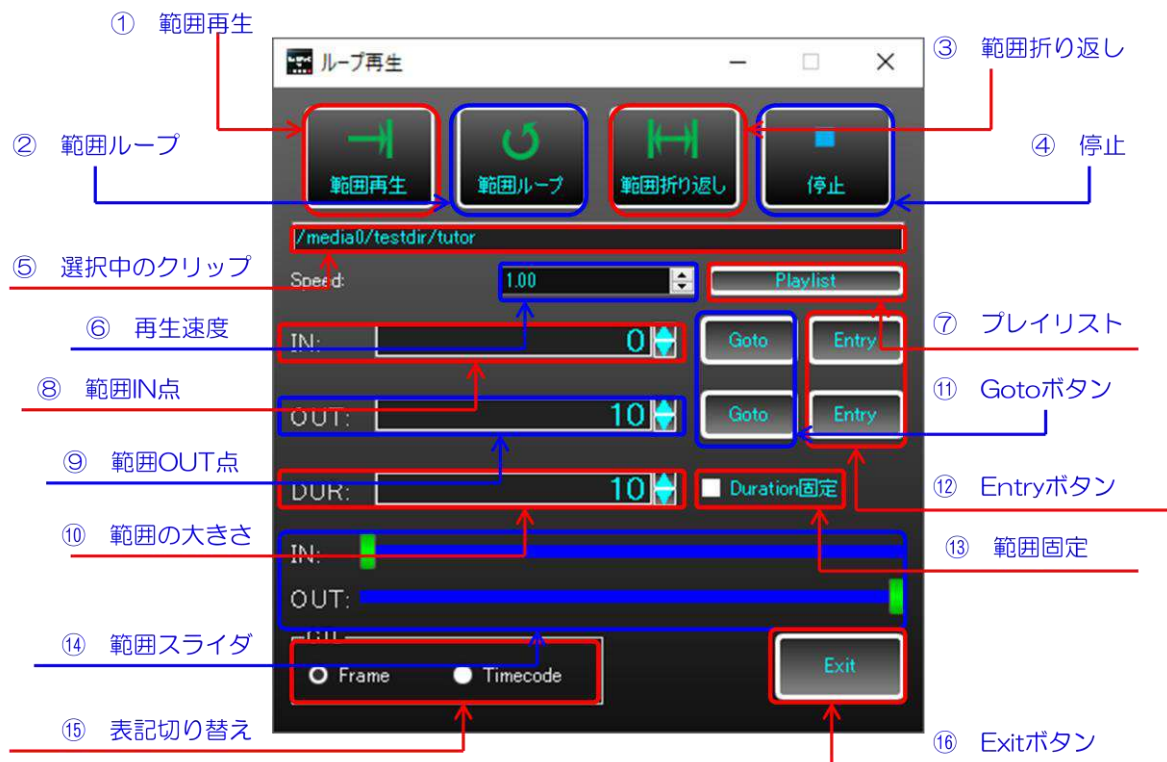 ① 範囲再生
③ 範囲折り返し
ループ再生
② 範囲ループ
④ 停止
範囲再生
範囲ループ
範囲折り返し
停止
/media0/testdir/tutor
⑤ 選択中のクリップ
Speed:
1.00
Playlist
⑥ 再生速度
⑦ プレイリスト
IN:
0
Goto
Entry
⑧ 範囲IN点
⑪ Gotoボタン
OUT:
10
Goto
Entry
⑨ 範囲OUT点
DUR:
10
Duration固定
⑫ Entryボタン
⑩ 範囲の大きさ
⑬ 範囲固定
IN:
OUT:
⑭ 範囲スライダ
Frame
Timecode
Exit
⑮ 表記切り替え
⑯ Exitボタン